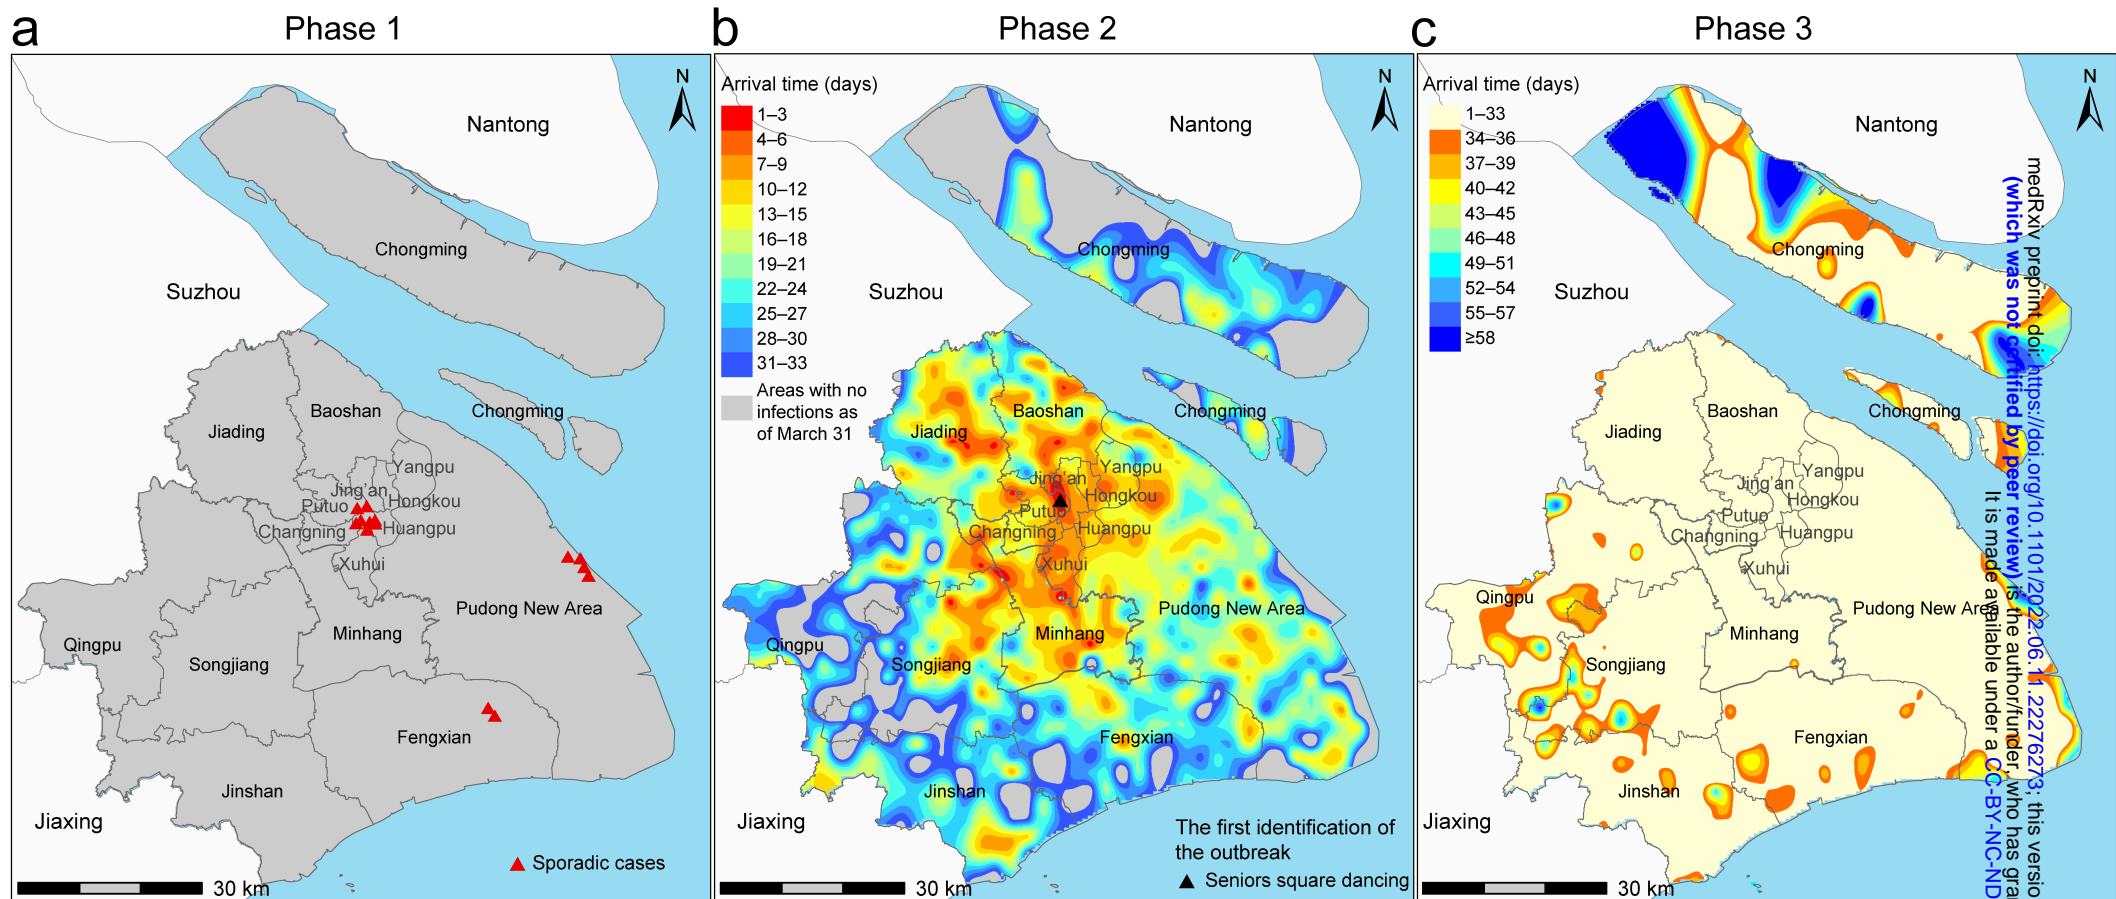 a
Phase 1
N
Nantong
Chongming
Suzhou
Chongming
Baoshan
Jiading
Yangpu
Jing'an
Hongkou
Putuo
Changning
Huangpu
Xuhui
Pudong New Area
Minhang
Qingpu
Songjiang
Fengxian
Jinshan
Jiaxing
Sporadic cases
30 km
b
Phase 2
Arrival time (days)
1–3
4–6
7–9
10–12
13–15
16–18
19–21
22–24
25–27
28–30
31–33
Areas with no
infections as
of March 31
N
Nantong
Chongming
Suzhou
Chongming
Baoshan
Jiading
Yangpu
Jing'an
Hongkou
Putuo
Changning
Huangpu
Xuhui
Pudong New Area
Minhang
Qingpu
Songjiang
Fengxian
Jinshan
Jiaxing
The first identification of
the outbreak
Seniors square dancing
30 km
c
Phase 3
Arrival time (days)
1–33
34–36
37–39
40–42
43–45
46–48
49–51
52–54
55–57
≥58
N
Nantong
Chongming
Suzhou
Chongming
Baoshan
Jiading
Yangpu
Jing'an
Hongkou
Putuo
Changning
Huangpu
Xuhui
Pudong New Area
Minhang
Qingpu
Songjiang
Fengxian
Jinshan
Jiaxing
30 km
medRxiv preprint doi: https://doi.org/10.1101/2022.06.11.22276273; this versio
(which was not certified by peer review) is the author/funder, who has gra
It is made available under a CC-BY-NC-ND